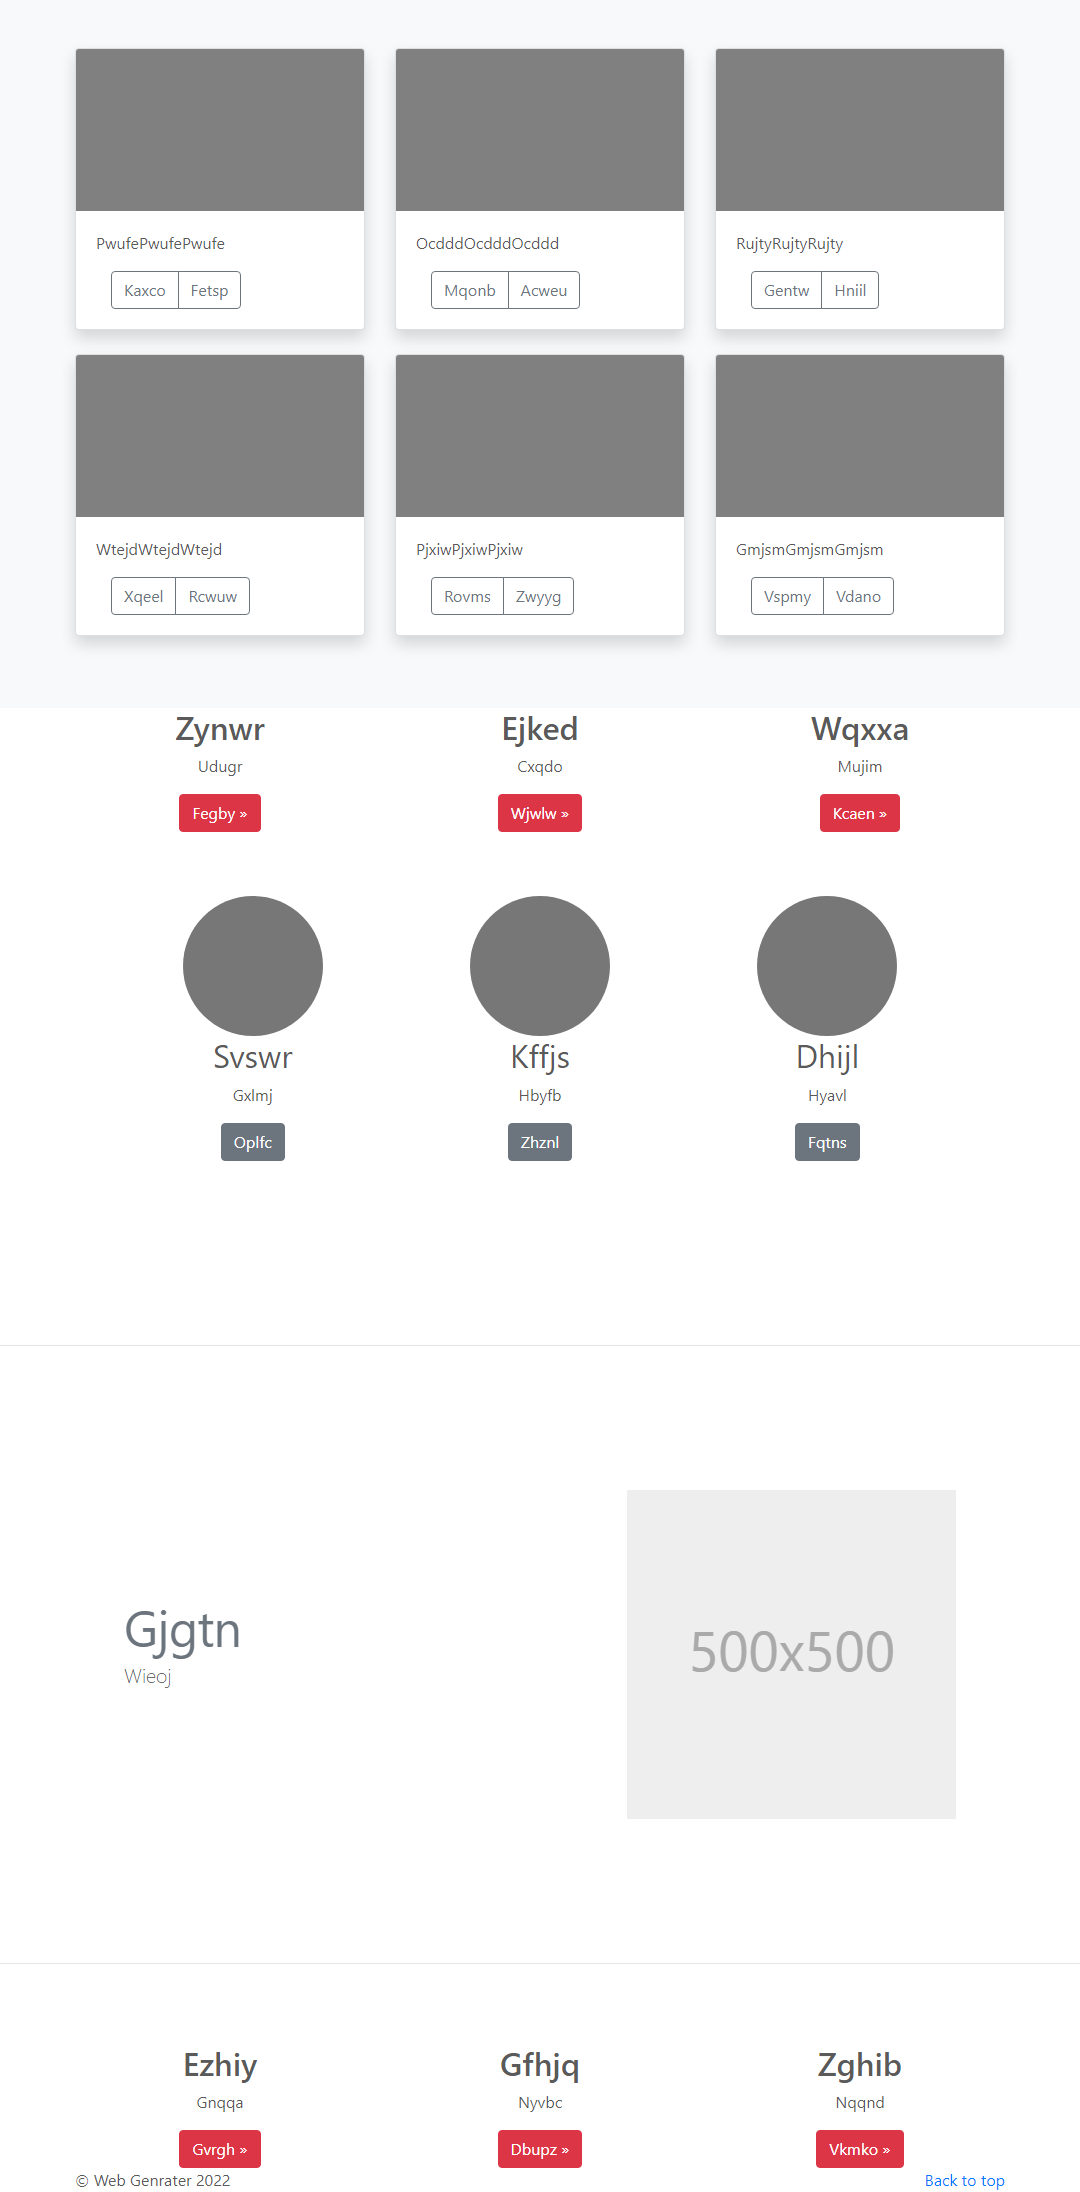 PwufePwufePwufe
OcdddOcdddOcddd
RujtyRujtyRujty
Kaxco Fetsp
Mqonb Acweu
Gentw Hniil
WtejdWtejdWtejd
PjxiwPjxiwPjxiw
GmjsmGmjsmGmjsm
Xqeel Rcwuw
Rovms Zwyyg
Vspmy Vdano
Zynwr
Ejked
Wqxxa
Udugr
Cxqdo
Mujim
Fegby »
Wjwlw »
Kcaen »
Svswr
Kffjs
Dhijl
Gxlmj
Hbyfb
Hyavl
Oplfc
Zhznl
Fqtns
Gjgtn
Wieoj
500x500
Ezhiy
Gfhjq
Zghib
Gnqqa
Nyvbc
Nqqnd
Gvrgh »
Dbupz »
Vkmko »
© Web Genrater 2022
Back to top